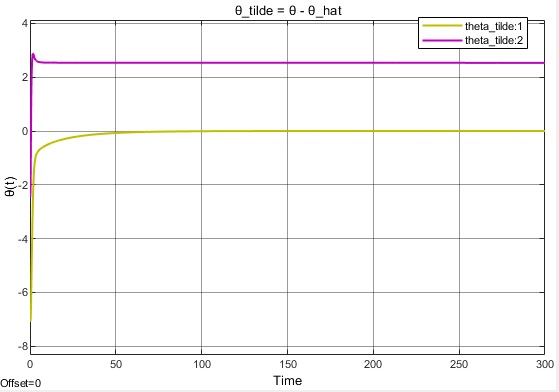 θ_tilde = θ - θ_hat
theta_tilde:1
theta_tilde:2
4
2
0
-2
-4
-6
-8
θ(t)
0
50
100
150
200
250
300
Time
Offset=0